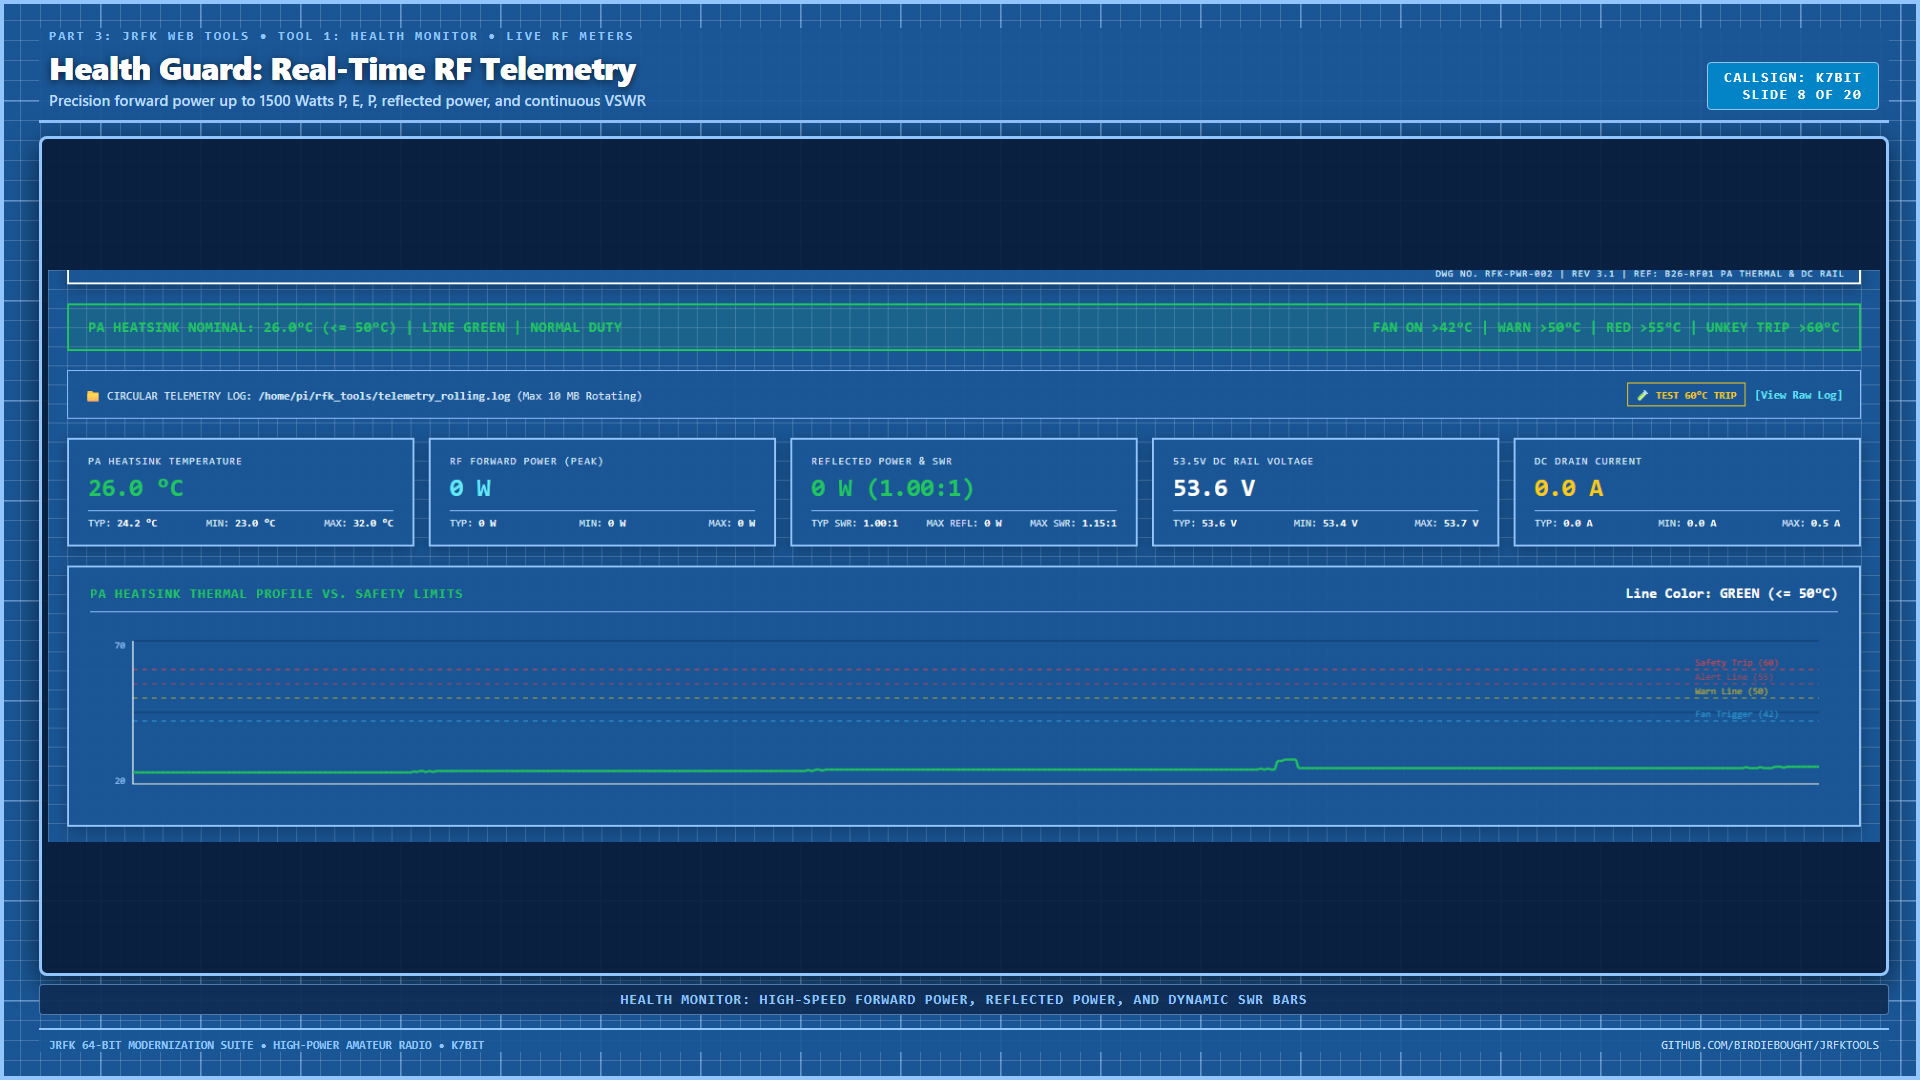 PART 3: JRFK WEB TOOLS • TOOL 1: HEALTH MONITOR • LIVE RF METERS
Health Guard: Real-Time RF Telemetry
Precision forward power up to 1500 Watts P, E, P, reflected power, and continuous VSWR
CALLSIGN: K7BIT
SLIDE 8 OF 20
DWG NO. RFK-PWR-002 | REV 3.1 | REF: B26-RF01 PA THERMAL & DC RAIL
PA HEATSINK NOMINAL: 26.0°C (<= 50°C) | LINE GREEN | NORMAL DUTY
FAN ON >42°C | WARN >50°C | RED >55°C | UNKEY TRIP >60°C
CIRCULAR TELEMETRY LOG: /home/pi/rfk_tools/telemetry_rolling.log (Max 10 MB Rotating)
TEST 60°C TRIP
[View Raw Log]
PA HEATSINK TEMPERATURE
26.0 °C
TYP: 24.2 °C MIN: 23.0 °C MAX: 32.0 °C
RF FORWARD POWER (PEAK)
0 W
TYP: 0 W MIN: 0 W MAX: 0 W
REFLECTED POWER & SWR
0 W (1.00:1)
TYP SWR: 1.00:1 MAX REFL: 0 W MAX SWR: 1.15:1
53.5V DC RAIL VOLTAGE
53.6 V
TYP: 53.6 V MIN: 53.4 V MAX: 53.7 V
DC DRAIN CURRENT
0.0 A
TYP: 0.0 A MIN: 0.0 A MAX: 0.5 A
PA HEATSINK THERMAL PROFILE VS. SAFETY LIMITS
Line Color: GREEN (<= 50°C)
70
Safety Trip (60)
Alert Line (55)
Warn Line (50)
Fan Trigger (42)
20
HEALTH MONITOR: HIGH-SPEED FORWARD POWER, REFLECTED POWER, AND DYNAMIC SWR BARS
JRFK 64-BIT MODERNIZATION SUITE • HIGH-POWER AMATEUR RADIO • K7BIT
GITHUB.COM/BIRDIEBOUGHT/JRFKTOOLS